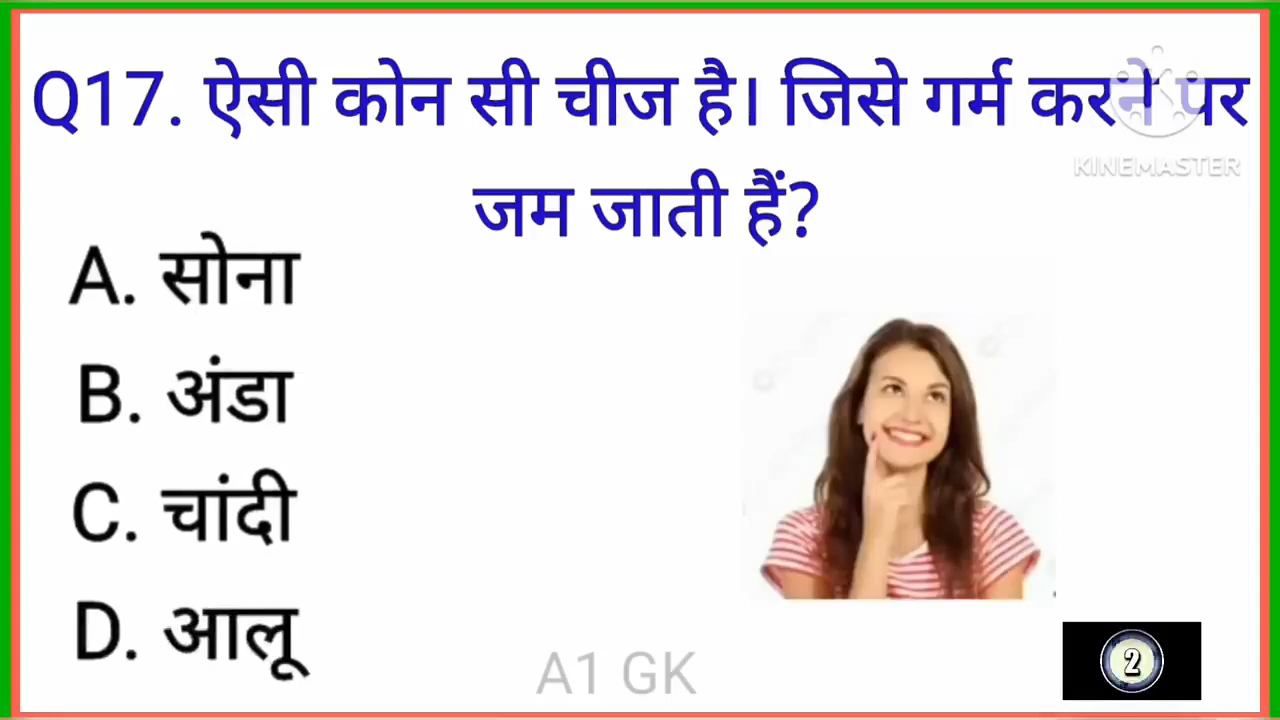 Q17. ऐसी कोन सी चीज है। जिसे गर्म करने पर
जम जाती हैं?
KINEMASTER
A. सोना
B. अंडा
C. चांदी
D. आलू
A1 GK
2